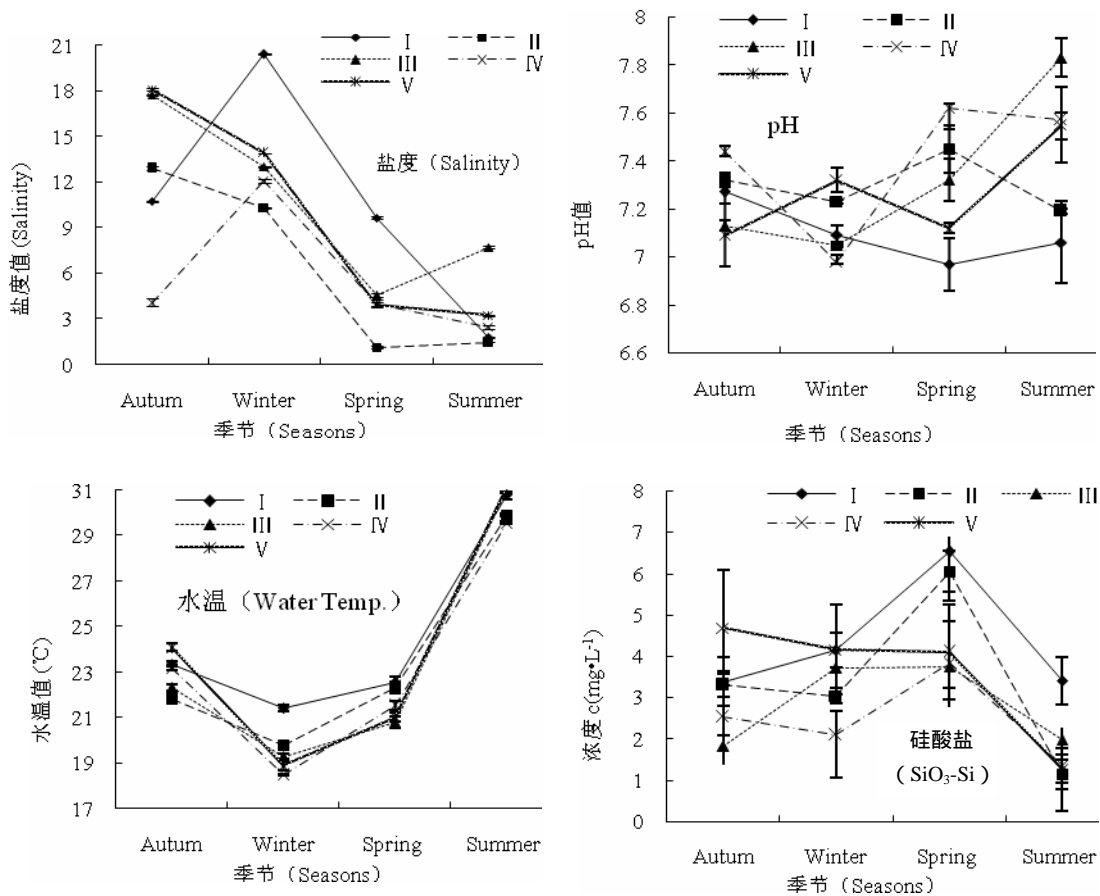 21
18
15
12
9
6
3
0
I
II
III
IV
V
盐度（Salinity）
盐度值 (Salinity)
Autum
Winter
Spring
Summer
季节（Seasons）
8
7.8
7.6
7.4
7.2
7
6.8
6.6
I
II
III
IV
V
pH
pH值
Autum
Winter
Spring
Summer
季节（Seasons）
31
29
27
25
23
21
19
17
I
II
III
IV
V
水温（Water Temp.）
水温值 (℃)
Autum
Winter
Spring
Summer
季节（Seasons）
8
7
6
5
4
3
2
1
0
I
II
III
IV
V
硅酸盐
（SiO₃-Si）
浓度 c(mg•L⁻¹)
Autum
Winter
Spring
Summer
季节（Seasons）